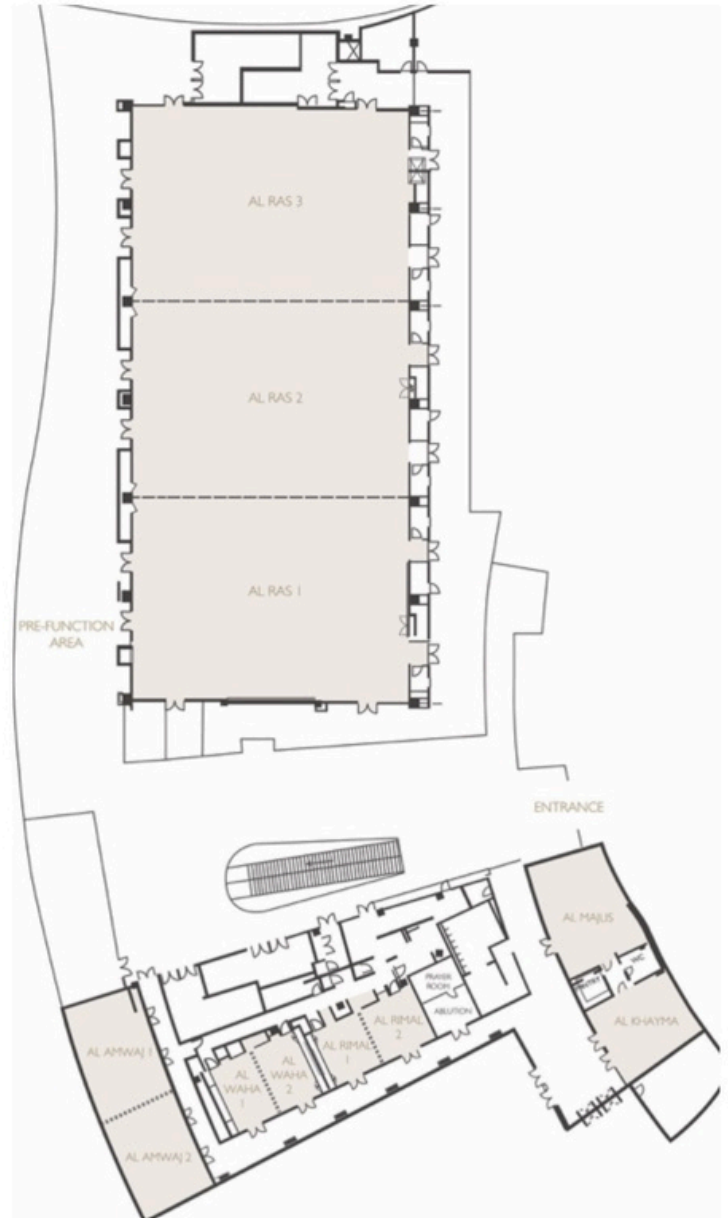 AL RAS 3
AL RAS 2
AL RAS 1
PRE-FUNCTION
AREA
ENTRANCE
AL MAJLIS
PANTRY
WC
AL KHAYMA
PRAYER
ROOM
ABLUTION
AL RIMAL
2
AL RIMAL
1
AL
WAHA
2
AL
WAHA
1
AL AMWAJ 1
AL AMWAJ 2